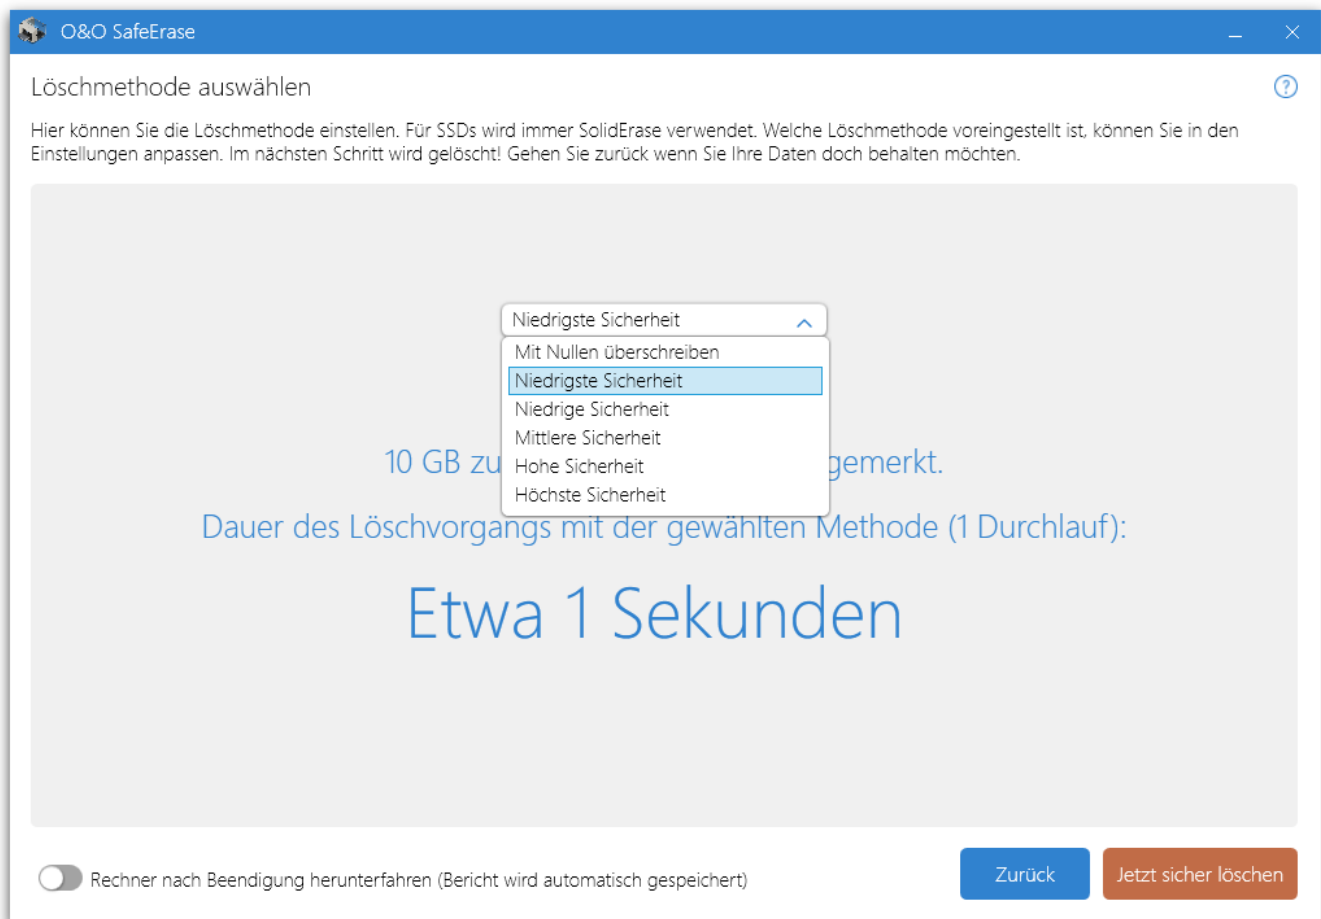 O&O SafeErase
Löschmethode auswählen
Hier können Sie die Löschmethode einstellen. Für SSDs wird immer SolidErase verwendet. Welche Löschmethode voreingestellt ist, können Sie in den
Einstellungen anpassen. Im nächsten Schritt wird gelöscht! Gehen Sie zurück wenn Sie Ihre Daten doch behalten möchten.
Niedrigste Sicherheit
Mit Nullen überschreiben
Niedrigste Sicherheit
Niedrige Sicherheit
Mittlere Sicherheit
Hohe Sicherheit
Höchste Sicherheit
10 GB zu gemerkt.
Dauer des Löschvorgangs mit der gewählten Methode (1 Durchlauf):
Etwa 1 Sekunden
Rechner nach Beendigung herunterfahren (Bericht wird automatisch gespeichert)
Zurück
Jetzt sicher löschen